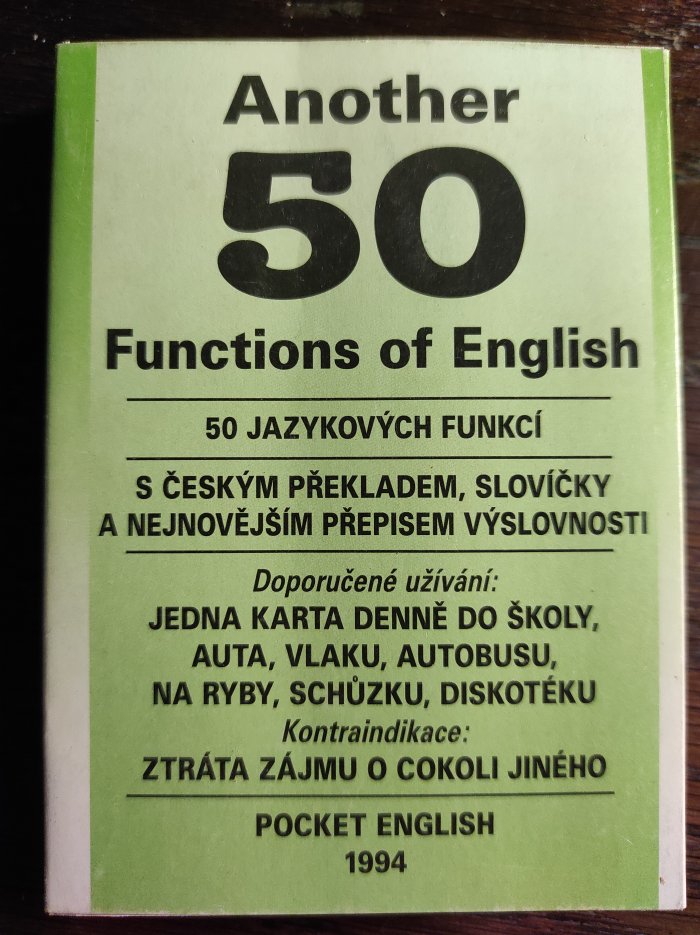 Another
50
Functions of English
50 JAZYKOVÝCH FUNKCÍ
S ČESKÝM PŘEKLADEM, SLOVÍČKY
A NEJNOVĚJŠÍM PŘEPISEM VÝSLOVNOSTI
Doporučené užívání:
JEDNA KARTA DENNĚ DO ŠKOLY,
AUTA, VLAKU, AUTOBUSU,
NA RYBY, SCHŮZKU, DISKOTÉKU
Kontraindikace:
ZTRÁTA ZÁJMU O COKOLI JINÉHO
POCKET ENGLISH
1994